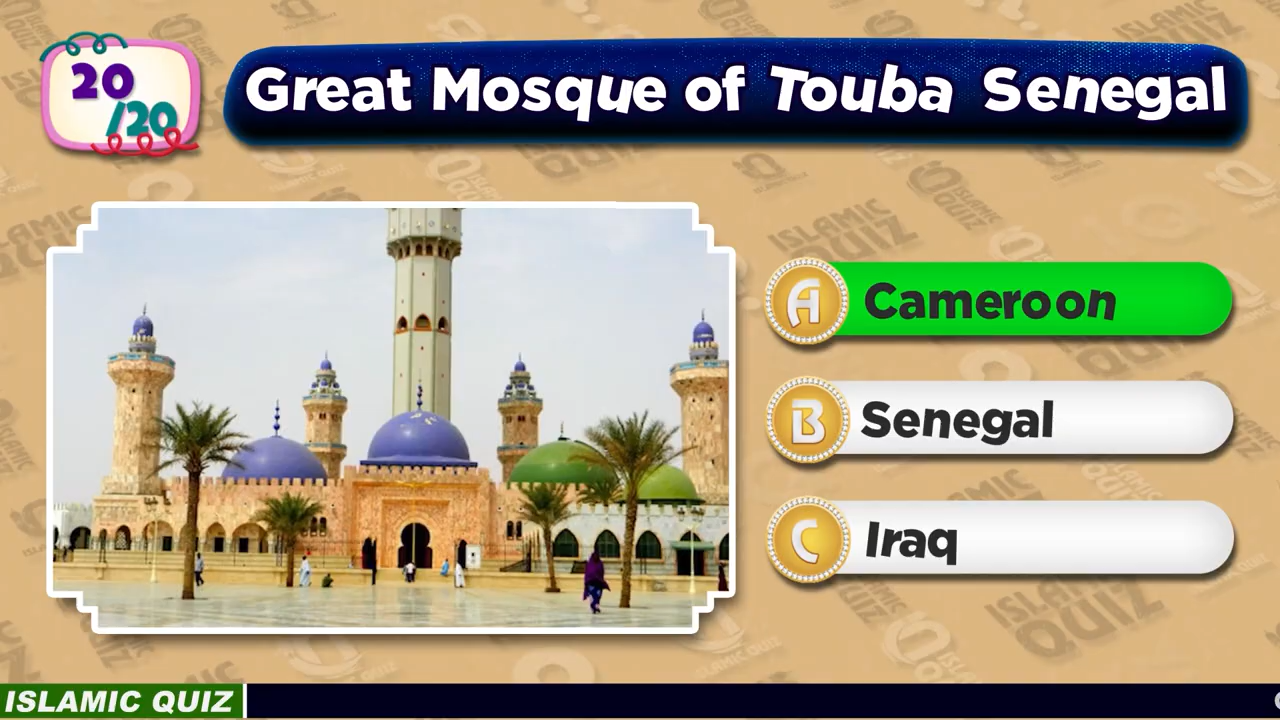 20
/20
Great Mosque of Touba Senegal
A Cameroon
B Senegal
C Iraq
ISLAMIC QUIZ